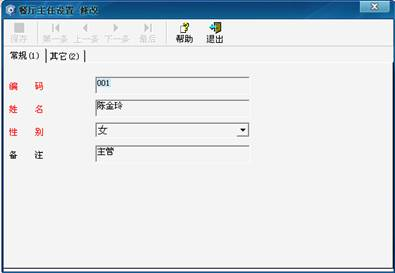 餐厅主任设置 修改
保存 第一条 上一条 下一条 最后 帮助 退出
常规(1) 其它(2)
编 码 001
姓 名 陈金玲
性 别 女
备 注 主管